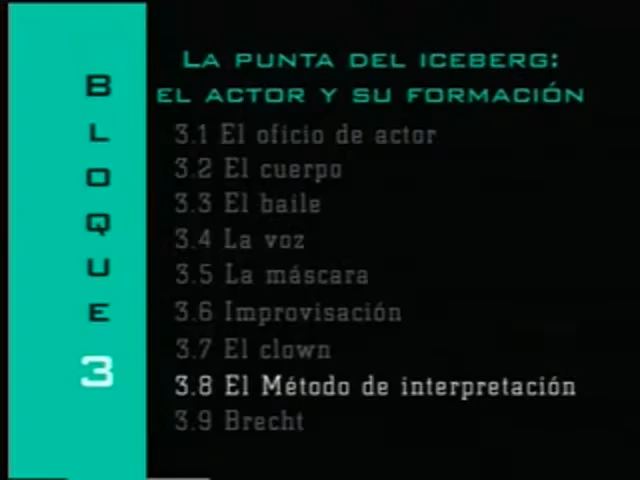 BLOQUE 3
LA PUNTA DEL ICEBERG:
EL ACTOR Y SU FORMACIÓN
3.1 El oficio de actor
3.2 El cuerpo
3.3 El baile
3.4 La voz
3.5 La máscara
3.6 Improvisación
3.7 El clown
3.8 El Método de interpretación
3.9 Brecht